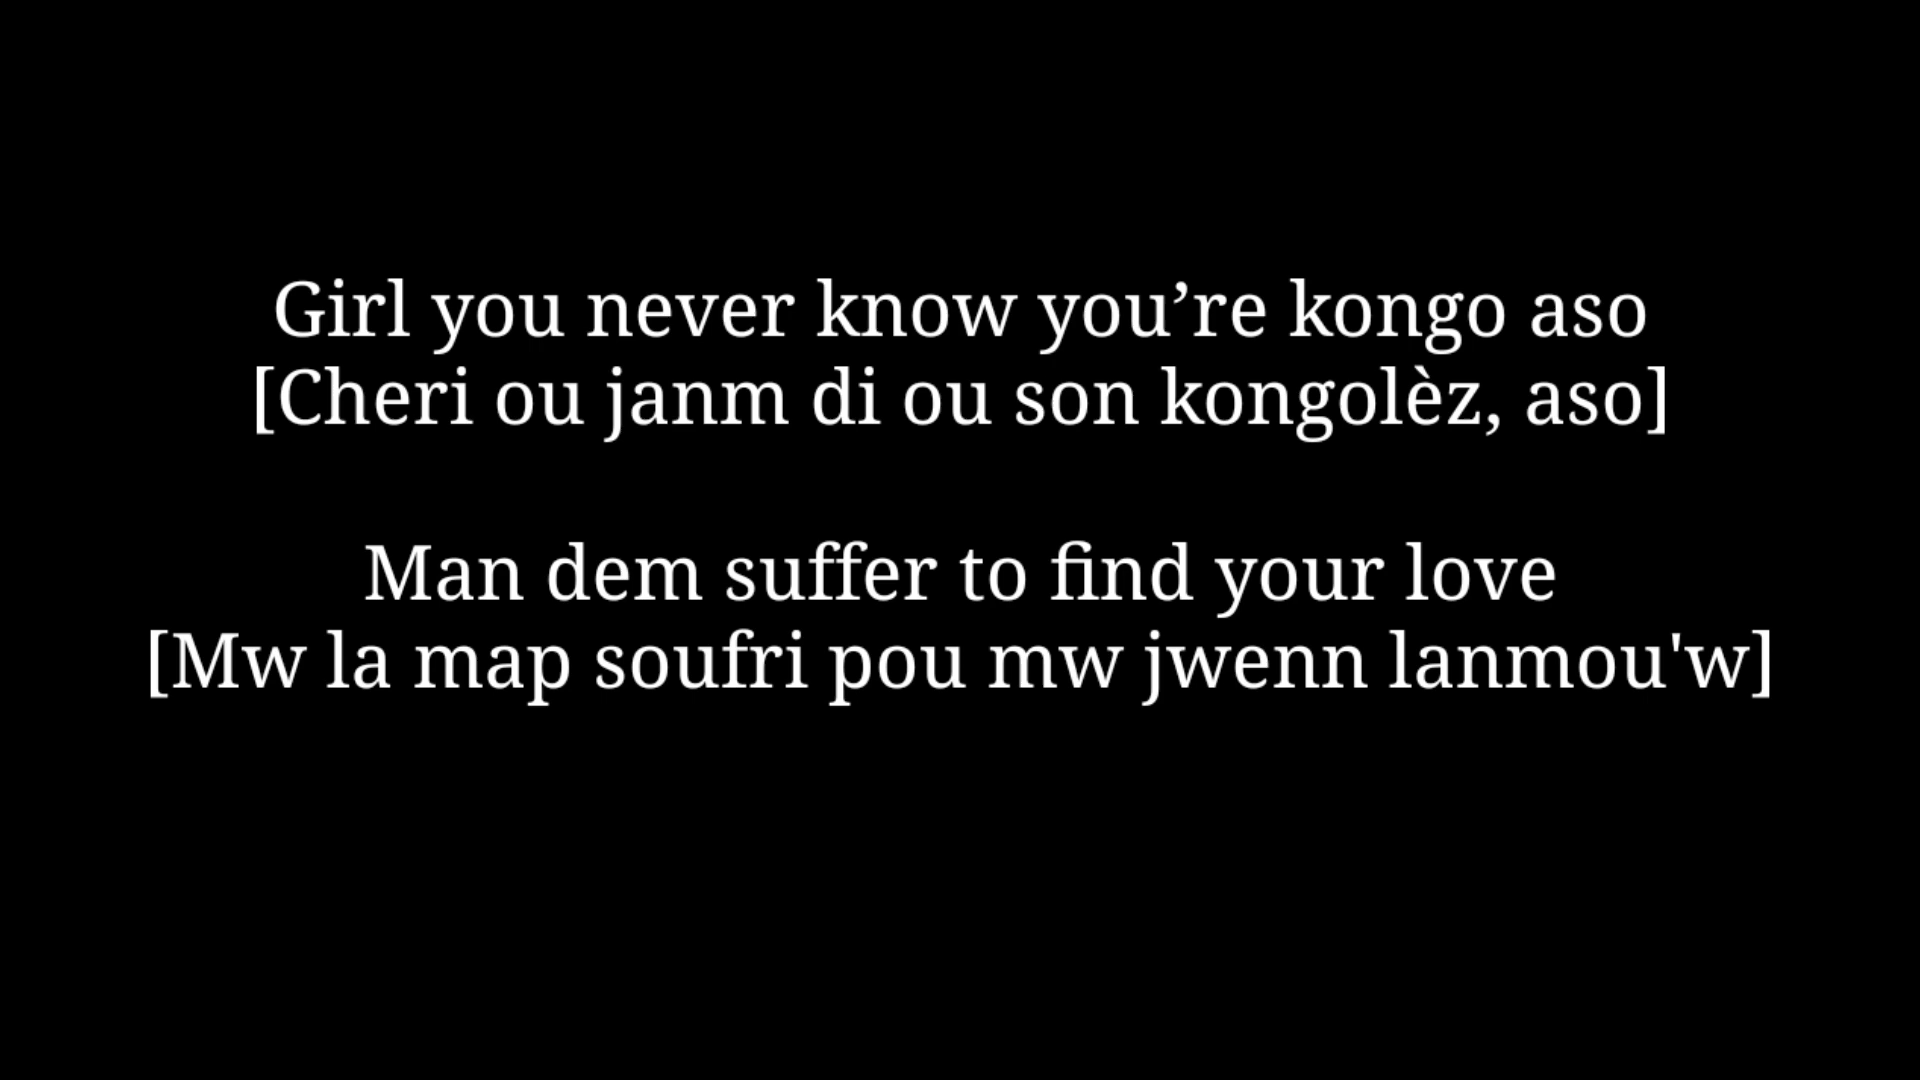 Girl you never know you’re kongo aso
[Cheri ou janm di ou son kongolèz, aso]
Man dem suffer to find your love
[Mw la map soufri pou mw jwenn lanmou'w]